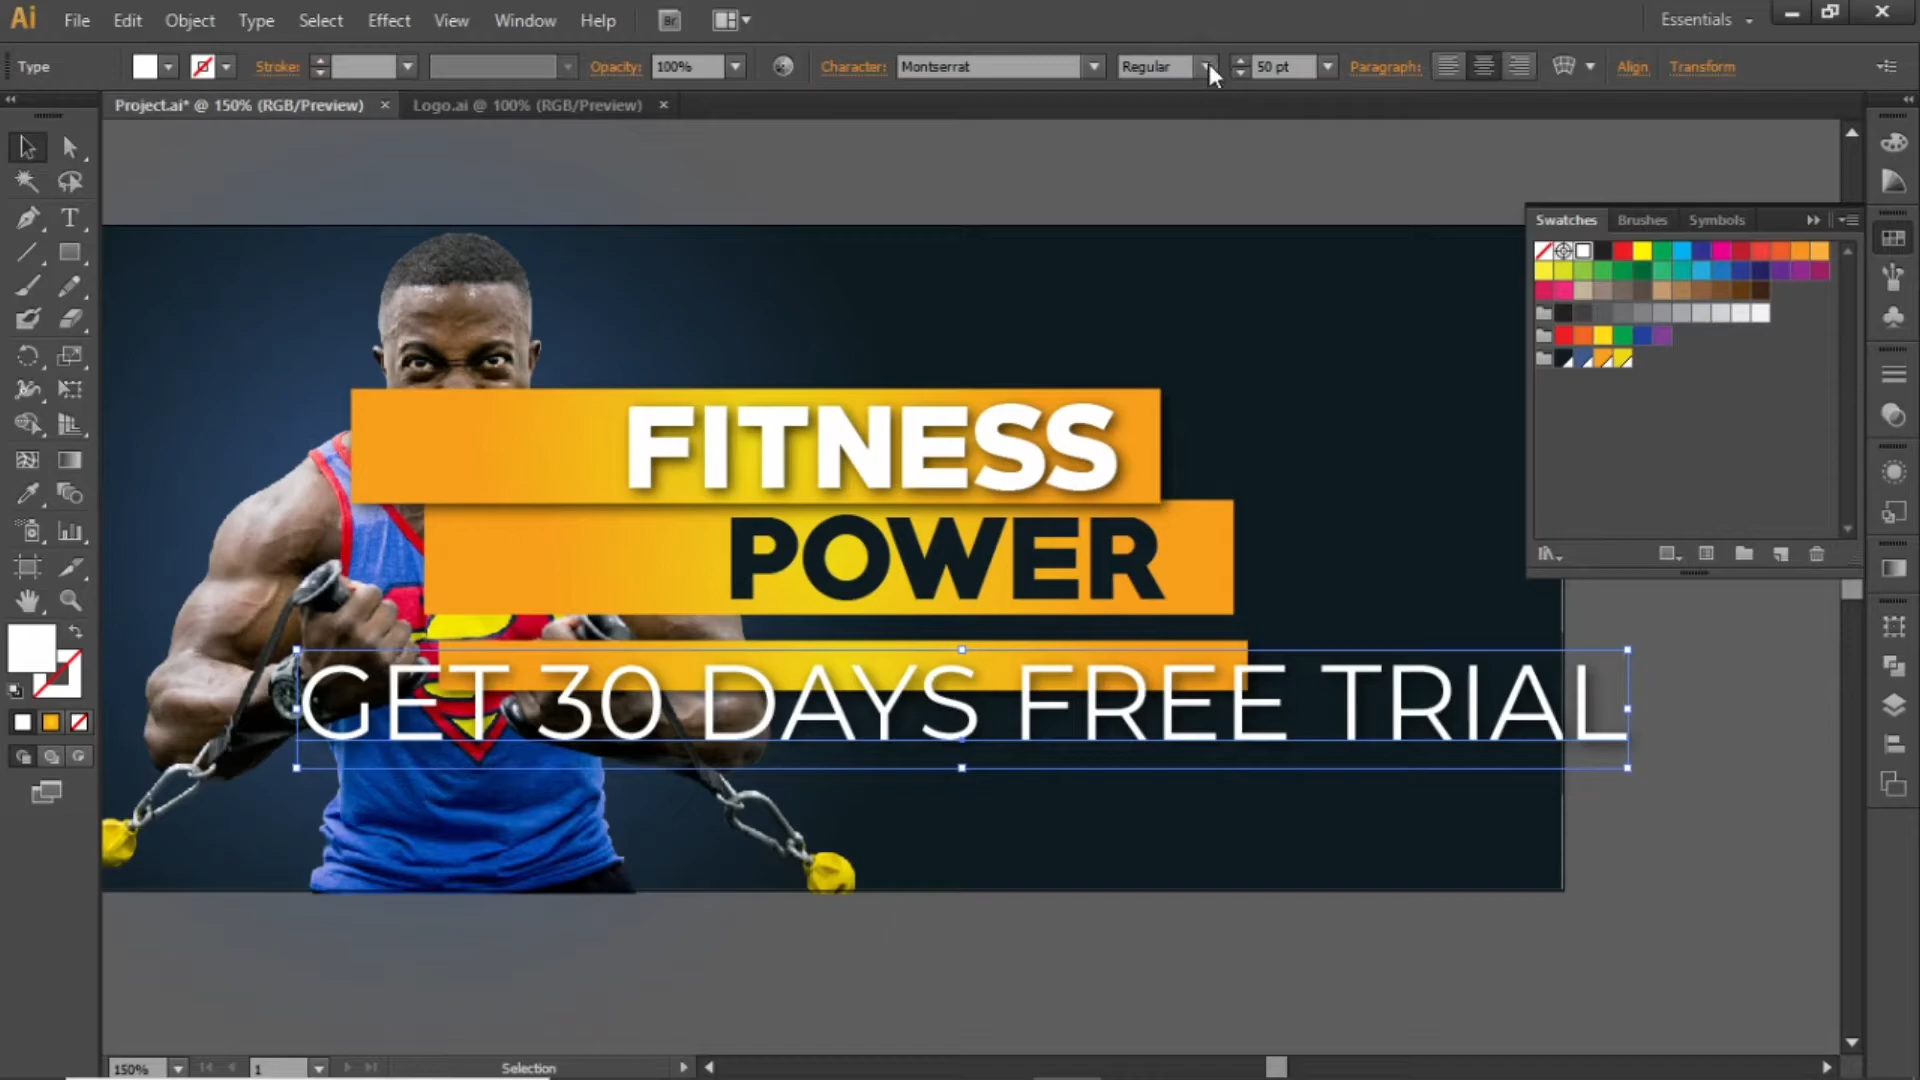 Ai File Edit Object Type Select Effect View Window Help Br Essentials
Type Stroke: Opacity: 100% Character: Montserrat Regular 50 pt Paragraph: Align Transform
Project.ai* @ 150% (RGB/Preview) Logo.ai @ 100% (RGB/Preview)
Swatches Brushes Symbols
FITNESS
POWER
GET 30 DAYS FREE TRIAL
150% 1 Selection